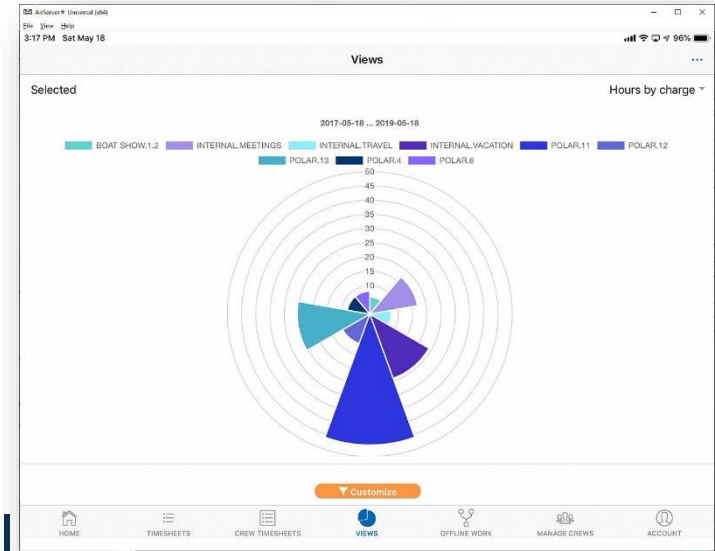 AirServer® Universal (x64)
File View Help
3:17 PM Sat May 18
96%
Views
...
Selected
Hours by charge
2017-05-18 ... 2019-05-18
BOAT SHOW.1.2 INTERNAL.MEETINGS INTERNAL.TRAVEL INTERNAL.VACATION POLAR.11 POLAR.12
POLAR.13 POLAR.4 POLAR.6
50
45
40
35
30
25
20
15
10
Customize
HOME TIMESHEETS CREW TIMESHEETS VIEWS OFFLINE WORK MANAGE CREWS ACCOUNT